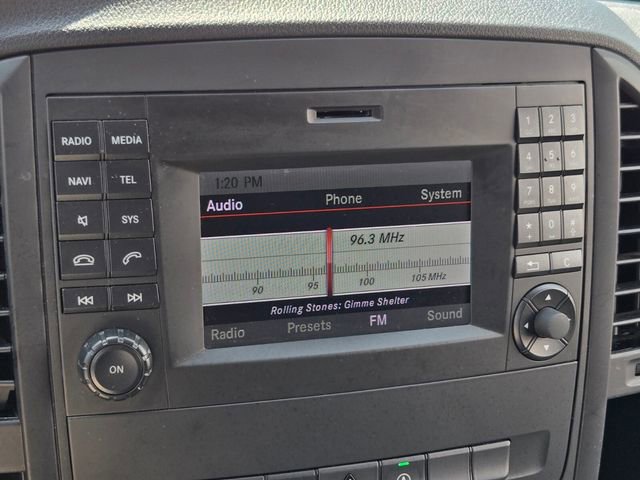 RADIO MEDIA
NAVI TEL
SYS
ON
1:20 PM
Audio Phone System
96.3 MHz
90 95 100 105 MHz
Rolling Stones: Gimme Shelter
Radio Presets FM Sound
1 2 3
4 5 6
7 8 9
* 0 #
C